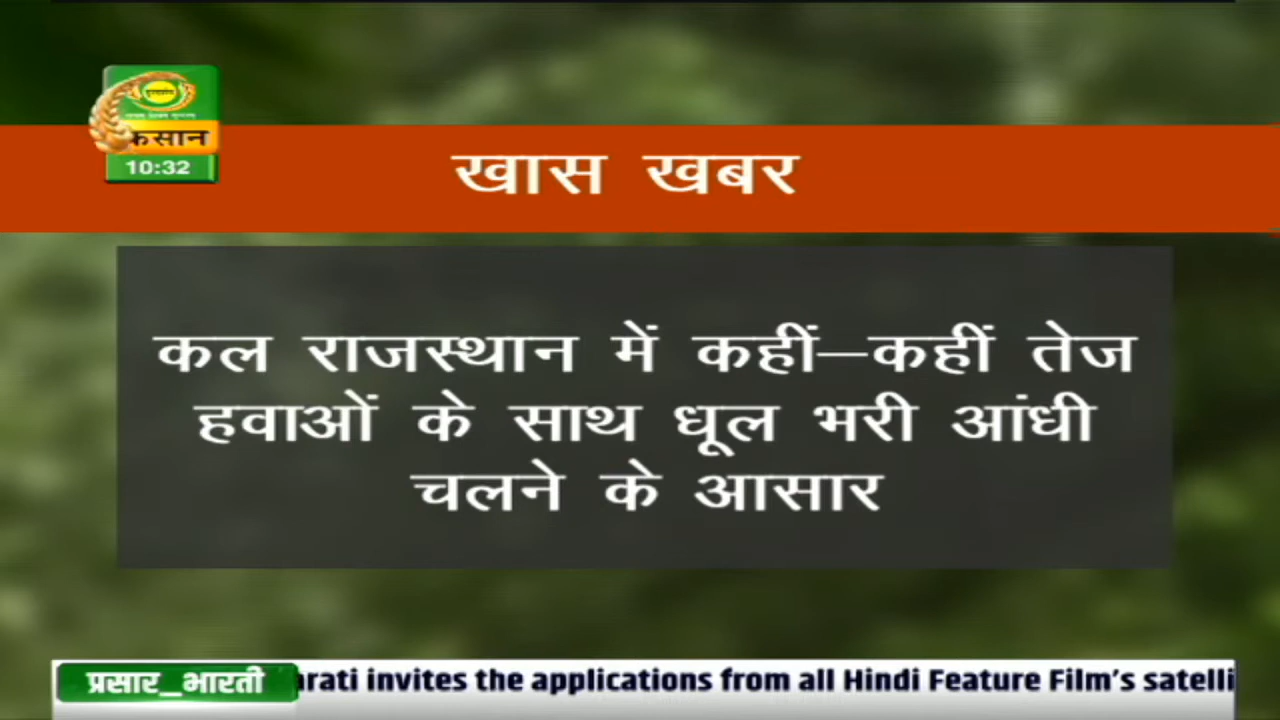 किसान
10:32
खास खबर
कल राजस्थान में कहीं–कहीं तेज
हवाओं के साथ धूल भरी आंधी
चलने के आसार
प्रसार_भारती arati invites the applications from all Hindi Feature Film's satelli